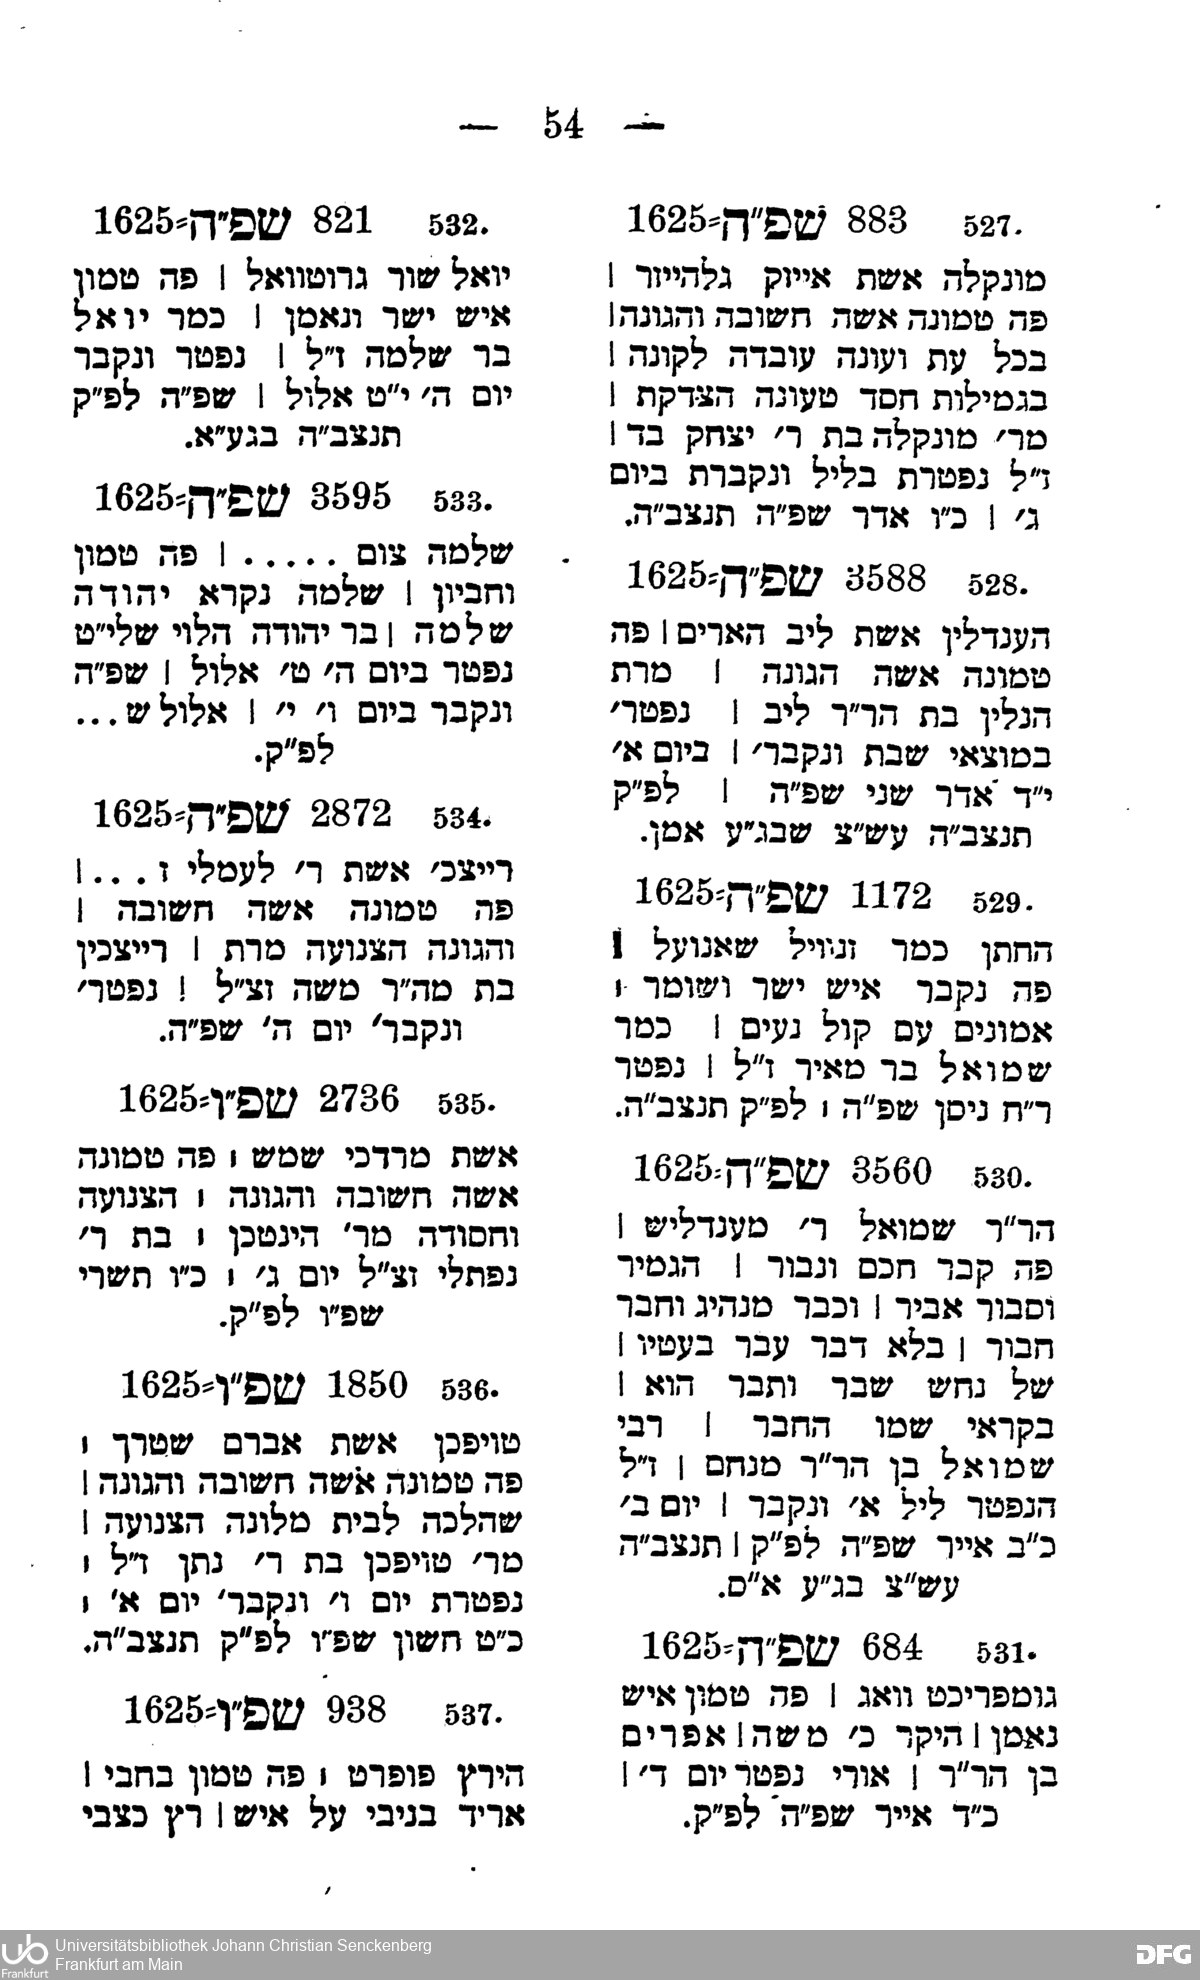 — 54 —
527. 883 שפ״ה=1625
מונקלה אשת אייזק גלהייזר |
פה טמונה אשה חשובה והגונה|
בכל עת ועונה עובדה לקונה |
בגמילות חסד טעונה הצדקת |
מר׳ מונקלה בת ר׳ יצחק בד |
ז״ל נפטרת בליל ונקברת ביום
ג׳ | כ״ו אדר שפ״ה תנצב״ה.
528. 3588 שפ״ה=1625
הענדלין אשת ליב הארים | פה
טמונה אשה הגונה | מרת
הנלין בת הר״ר ליב | נפטר׳
במוצאי שבת ונקבר׳ | ביום א׳
י״ד אדר שני שפ״ה | לפ״ק
תנצב״ה עש״צ שבג״ע אמן.
529. 1172 שפ״ה=1625
החתן כמר זנוויל שאנועל |
פה נקבר איש ישר ושומר ו
אמונים עם קול נעים | כמר
שמואל בר מאיר ז״ל | נפטר
ר״ח ניסן שפ״ה ו לפ״ק תנצב״ה.
530. 3560 שפ״ה=1625
הר״ר שמואל ר׳ מענדליש |
פה קבר חכם ונבור | הגמיר
וסבור אביר | וכבר מנהיג וחבר
חבור | בלא דבר עבר בעטיו |
של נחש שבר ותבר הוא |
בקראי שמו החבר | רבי
שמואל בן הר״ר מנחם | ז״ל
הנפטר ליל א׳ ונקבר | יום ב׳
כ״ב אייר שפ״ה לפ״ק | תנצב״ה
עש״צ בג״ע א״ס.
531. 684 שפ״ה=1625
גומפריכט וואג | פה טמון איש
נאמן | היקר כ׳ משה | אפרים
בן הר״ר | אורי נפטר יום ד׳ |
כ״ד אייר שפ״ה לפ״ק.
532. 821 שפ״ה=1625
יואל שור גרוטוואל | פה טמון
איש ישר ונאמן | כמר יואל
בר שלמה ז״ל | נפטר ונקבר
יום ה׳ י״ט אלול | שפ״ה לפ״ק
תנצב״ה בגע״א.
533. 3595 שפ״ה=1625
שלמה צום ..... | פה טמון
וחביון | שלמה נקרא יהודה
שלמה | בר יהודה הלוי שלי״ט
נפטר ביום ה׳ ט׳ אלול | שפ״ה
ונקבר ביום ו׳ י׳ | אלול ש...
לפ״ק.
534. 2872 שפ״ה=1625
רייצכ׳ אשת ר׳ לעמלי ז ...|
פה טמונה אשה חשובה |
והגונה הצנועה מרת | רייצכין
בת מה״ר משה זצ״ל ! נפטר׳
ונקבר׳ יום ה׳ שפ״ה.
535. 2736 שפ״ו=1625
אשת מרדכי שמש ו פה טמונה
אשה חשובה והגונה ו הצנועה
וחסודה מר׳ הינטכן ו בת ר׳
נפתלי זצ״ל יום ג׳ ו כ״ו תשרי
שפ״ו לפ״ק.
536. 1850 שפ״ו=1625
טויפכן אשת אברם שטרך ו
פה טמונה אשה חשובה והגונה |
שהלכה לבית מלונה הצנועה |
מר׳ טויפכן בת ר׳ נתן ז״ל ו
נפטרת יום ו׳ ונקבר׳ יום א׳ ו
כ״ט חשון שפ״ו לפ״ק תנצב״ה.
537. 938 שפ״ו=1625
הירץ פופרט ו פה טמון בחבי |
אריד בניבי על איש | רץ כצבי
Universitätsbibliothek Johann Christian Senckenberg
Frankfurt am Main
ub
Frankfurt
DFG